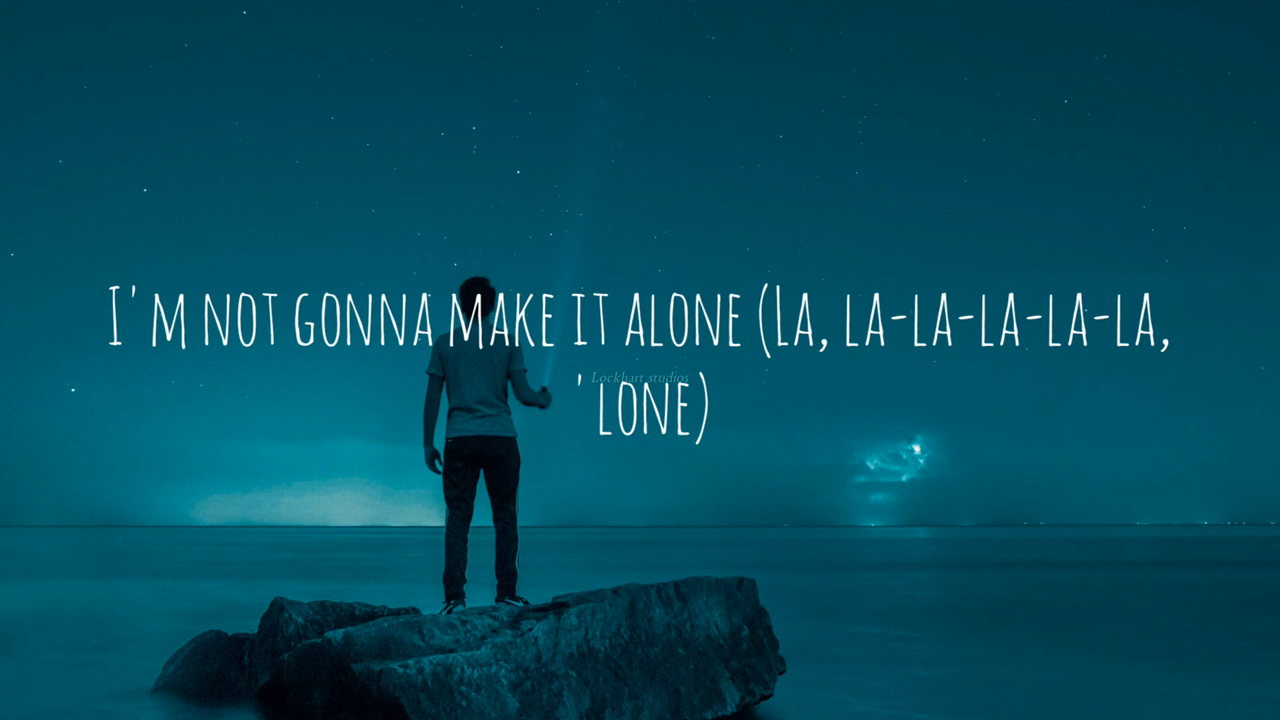 I'm not gonna make it alone (La, la-la-la-la-la,
Lockhart studios
'lone)